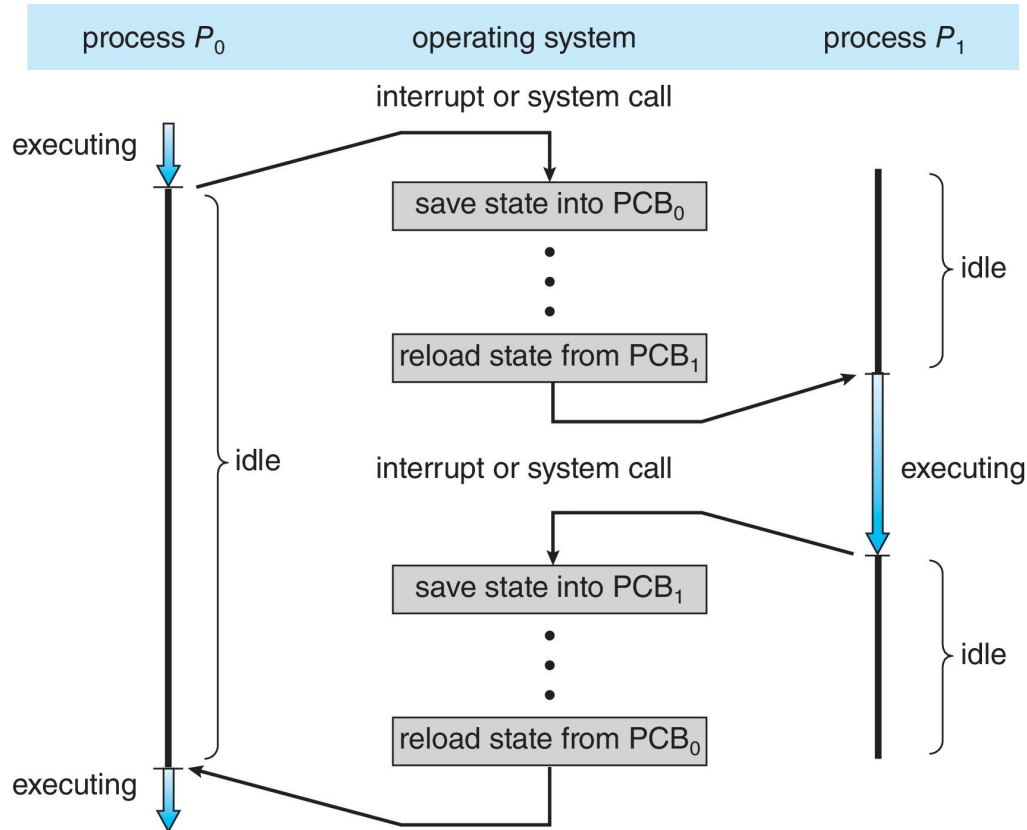 process P₀ operating system process P₁
interrupt or system call
executing
save state into PCB₀
idle
reload state from PCB₁
idle
interrupt or system call
executing
save state into PCB₁
idle
reload state from PCB₀
executing